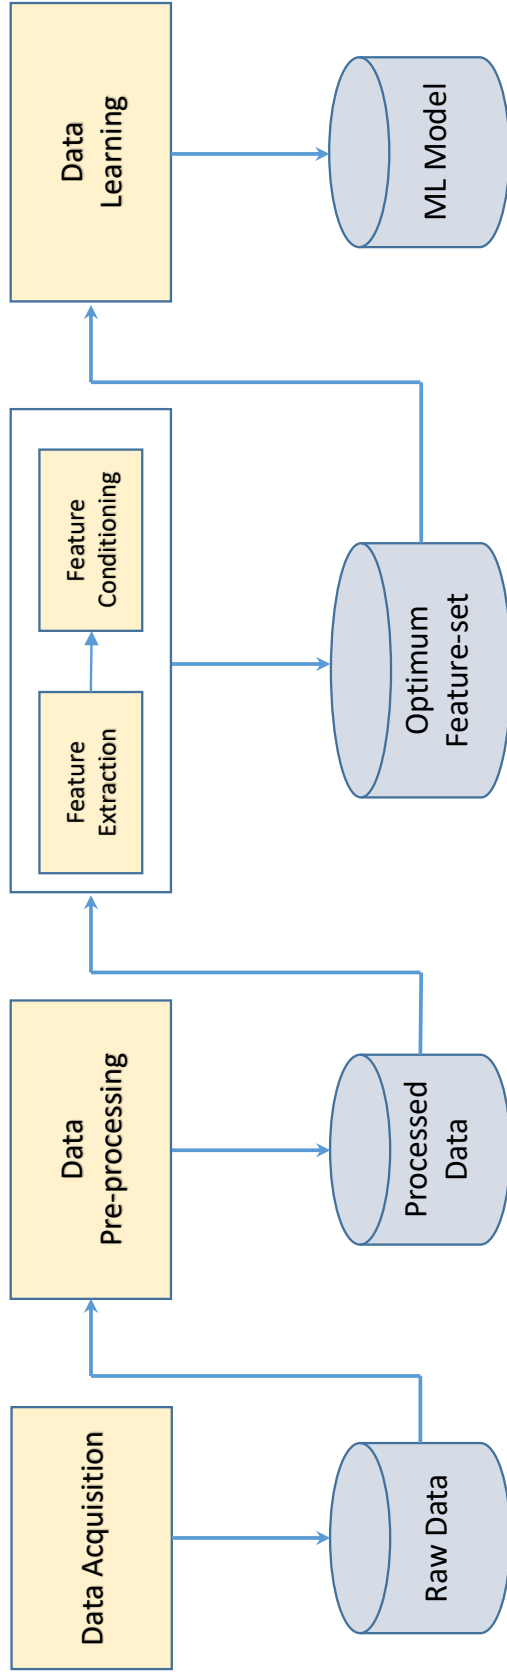 Data Acquisition
Raw Data
Data
Pre-processing
Processed
Data
Feature
Extraction
Feature
Conditioning
Optimum
Feature-set
Data
Learning
ML Model